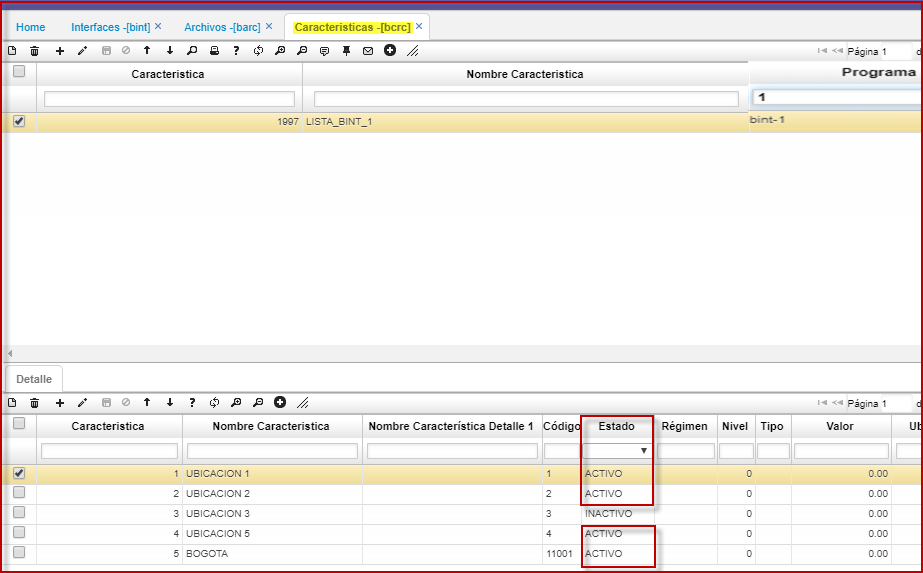 Home Interfaces -[bint] × Archivos -[barc] × Caracteristicas -[bcrc] ×
Página 1 d
Caracteristica Nombre Caracteristica Programa
1
1997 LISTA_BINT_1 bint-1
Detalle
Página 1 d
Caracteristica Nombre Caracteristica Nombre Característica Detalle 1 Código Estado Régimen Nivel Tipo Valor Ub
1 UBICACION 1 1 ACTIVO 0 0.00
2 UBICACION 2 2 ACTIVO 0 0.00
3 UBICACION 3 3 INACTIVO 0 0.00
4 UBICACION 5 4 ACTIVO 0 0.00
5 BOGOTA 11001 ACTIVO 0 0.00